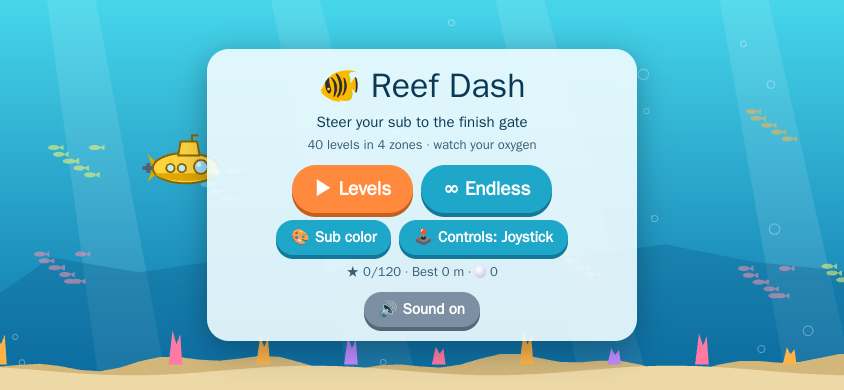 Reef Dash
Steer your sub to the finish gate
40 levels in 4 zones · watch your oxygen
▶ Levels ∞ Endless
Sub color Controls: Joystick
★ 0/120 · Best 0 m · 0
Sound on